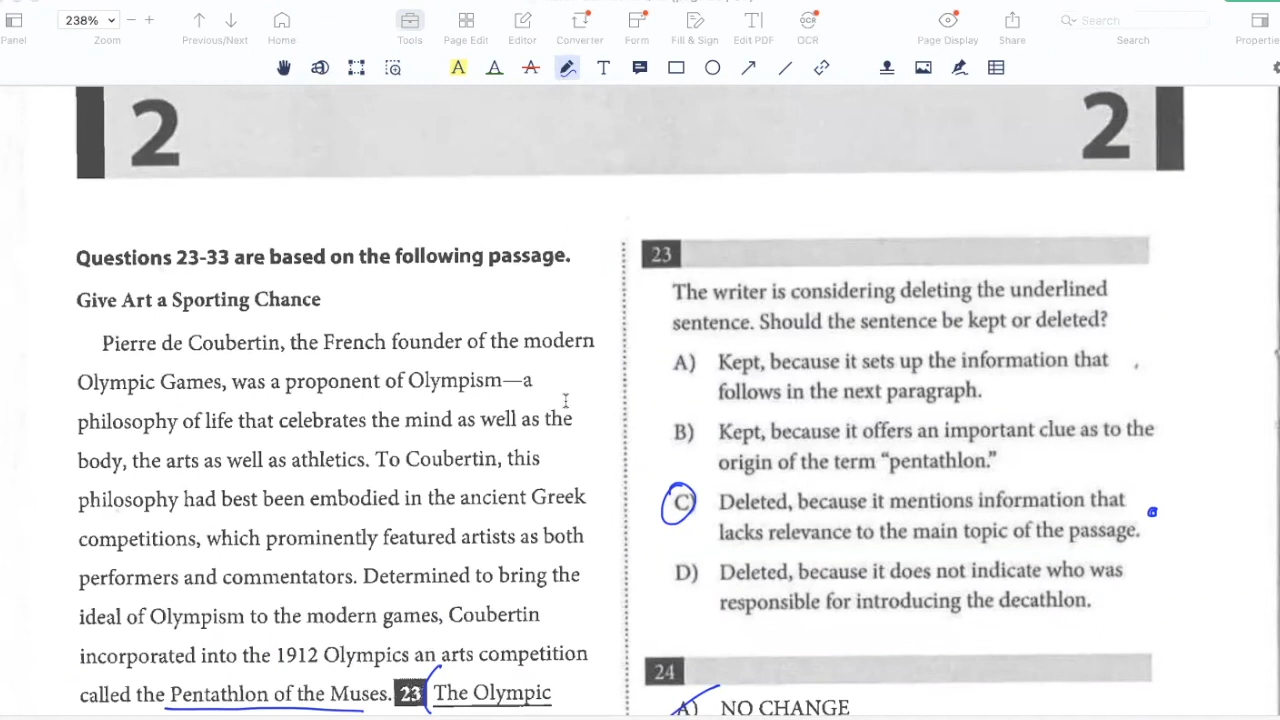 238%
Panel
Zoom
Previous/Next
Home
Tools
Page Edit
Editor
Converter
Form
Fill & Sign
Edit PDF
OCR
OCR
Page Display
Share
Search
Search
Propertie
A
A
A
T
2
2
Questions 23-33 are based on the following passage.
Give Art a Sporting Chance
Pierre de Coubertin, the French founder of the modern
Olympic Games, was a proponent of Olympism—a
philosophy of life that celebrates the mind as well as the
body, the arts as well as athletics. To Coubertin, this
philosophy had best been embodied in the ancient Greek
competitions, which prominently featured artists as both
performers and commentators. Determined to bring the
ideal of Olympism to the modern games, Coubertin
incorporated into the 1912 Olympics an arts competition
called the Pentathlon of the Muses. 23 The Olympic
23
The writer is considering deleting the underlined
sentence. Should the sentence be kept or deleted?
A) Kept, because it sets up the information that
follows in the next paragraph.
B) Kept, because it offers an important clue as to the
origin of the term “pentathlon.”
C) Deleted, because it mentions information that
lacks relevance to the main topic of the passage.
D) Deleted, because it does not indicate who was
responsible for introducing the decathlon.
24
A) NO CHANGE